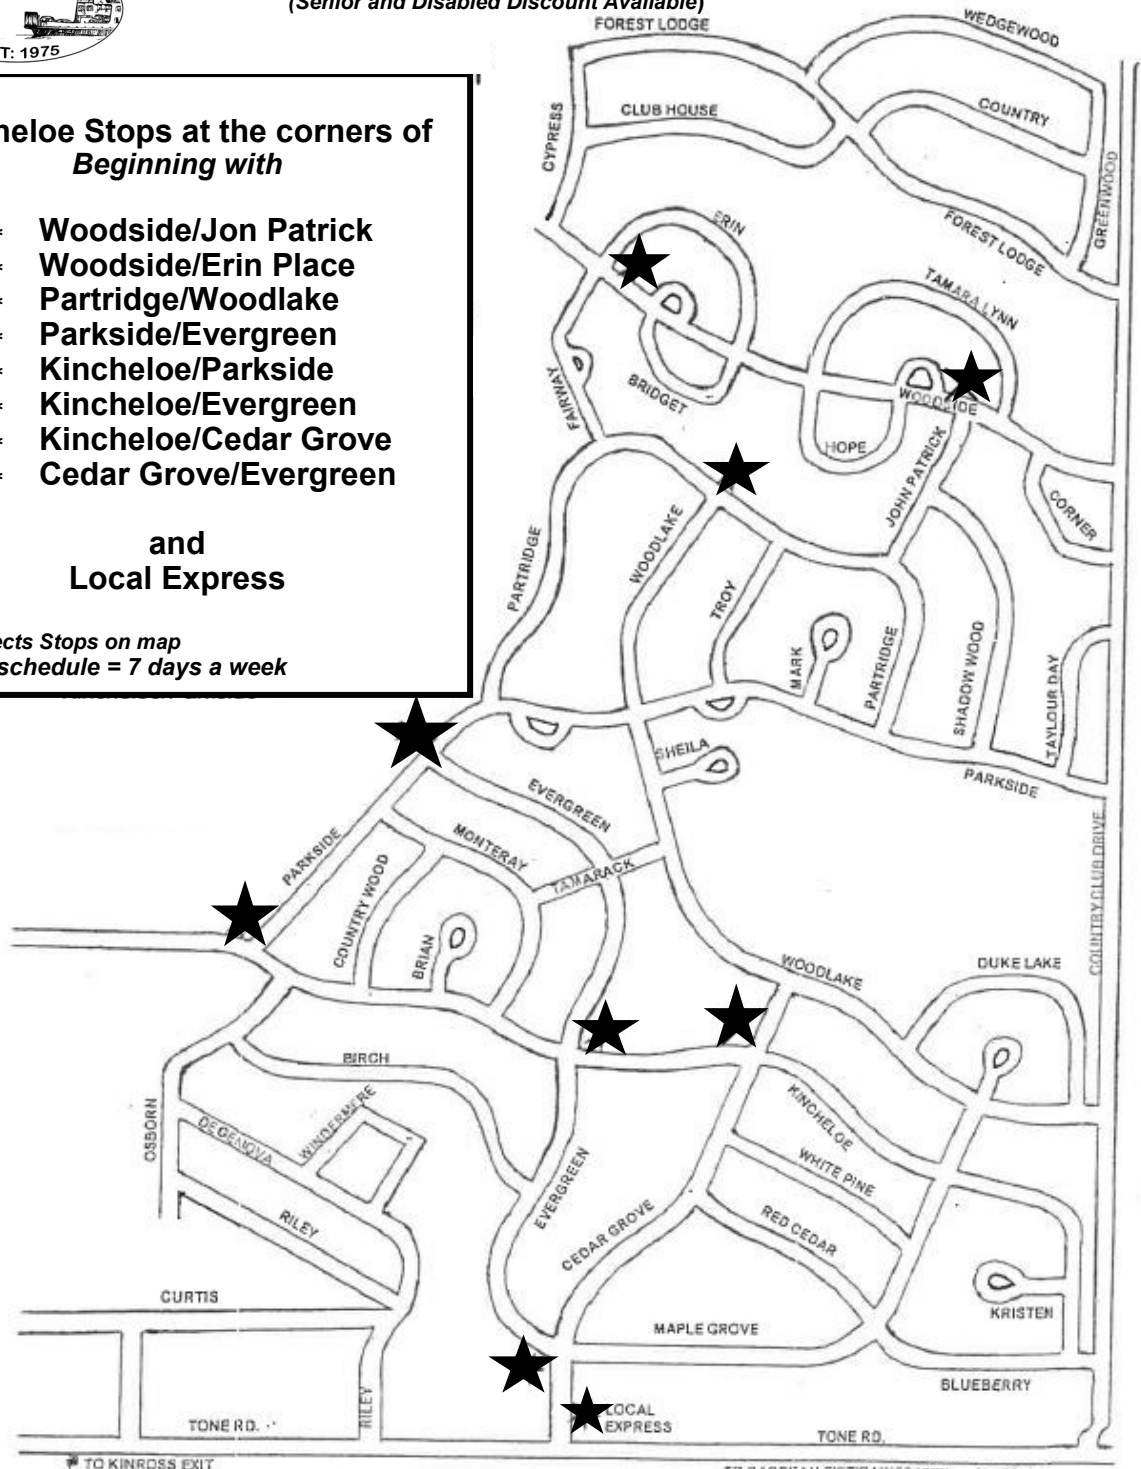 (Senior and Disabled Discount Available)
T: 1975
heloe Stops at the corners of
Beginning with
Woodside/Jon Patrick
Woodside/Erin Place
Partridge/Woodlake
Parkside/Evergreen
Kincheloe/Parkside
Kincheloe/Evergreen
Kincheloe/Cedar Grove
Cedar Grove/Evergreen
and
Local Express
ects Stops on map
schedule = 7 days a week
FOREST LODGE
WEDGEWOOD
CLUB HOUSE
COUNTRY
CYPRESS
GREENWOOD
ERIN
FOREST LODGE
TAMARA LYNN
FAIRWAY
BRIDGET
WOODSIDE
HOPE
JOHN PATRICK
CORNER
PARTRIDGE
WOODLAKE
TROY
MARK
PARTRIDGE
SHADOW WOOD
TAYLOUR DAY
SHEILA
PARKSIDE
EVERGREEN
MONTERAY
TAMARACK
PARKSIDE
COUNTRY WOOD
BRIAN
COUNTRY CLUB DRIVE
WOODLAKE
DUKE LAKE
BIRCH
OSBORN
DEGENOVA
WINDERMERE
KINCHELOE
WHITE PINE
EVERGREEN
CEDAR GROVE
RED CEDAR
RILEY
CURTIS
KRISTEN
MAPLE GROVE
BLUEBERRY
RILEY
TONE RD.
LOCAL
EXPRESS
TONE RD.
TO KINROSS EXIT